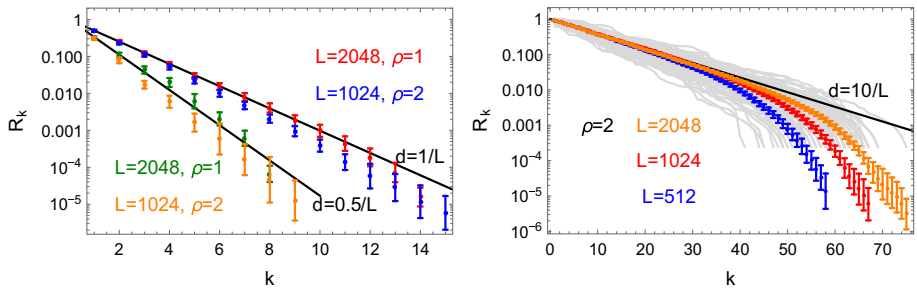 1
0.100
0.010
0.001
10⁻⁴
10⁻⁵
R_k
L=2048, ρ=1
L=1024, ρ=2
L=2048, ρ=1
L=1024, ρ=2
d=1/L
d=0.5/L
2 4 6 8 10 12 14
k
1
0.100
0.010
0.001
10⁻⁴
10⁻⁵
10⁻⁶
R_k
d=10/L
ρ=2
L=2048
L=1024
L=512
0 10 20 30 40 50 60 70
k